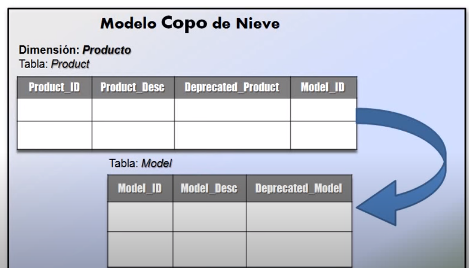 Modelo Copo de Nieve
Dimensión: Producto
Tabla: Product
Product_ID Product_Desc Deprecated_Product Model_ID
Tabla: Model
Model_ID Model_Desc Deprecated_Model